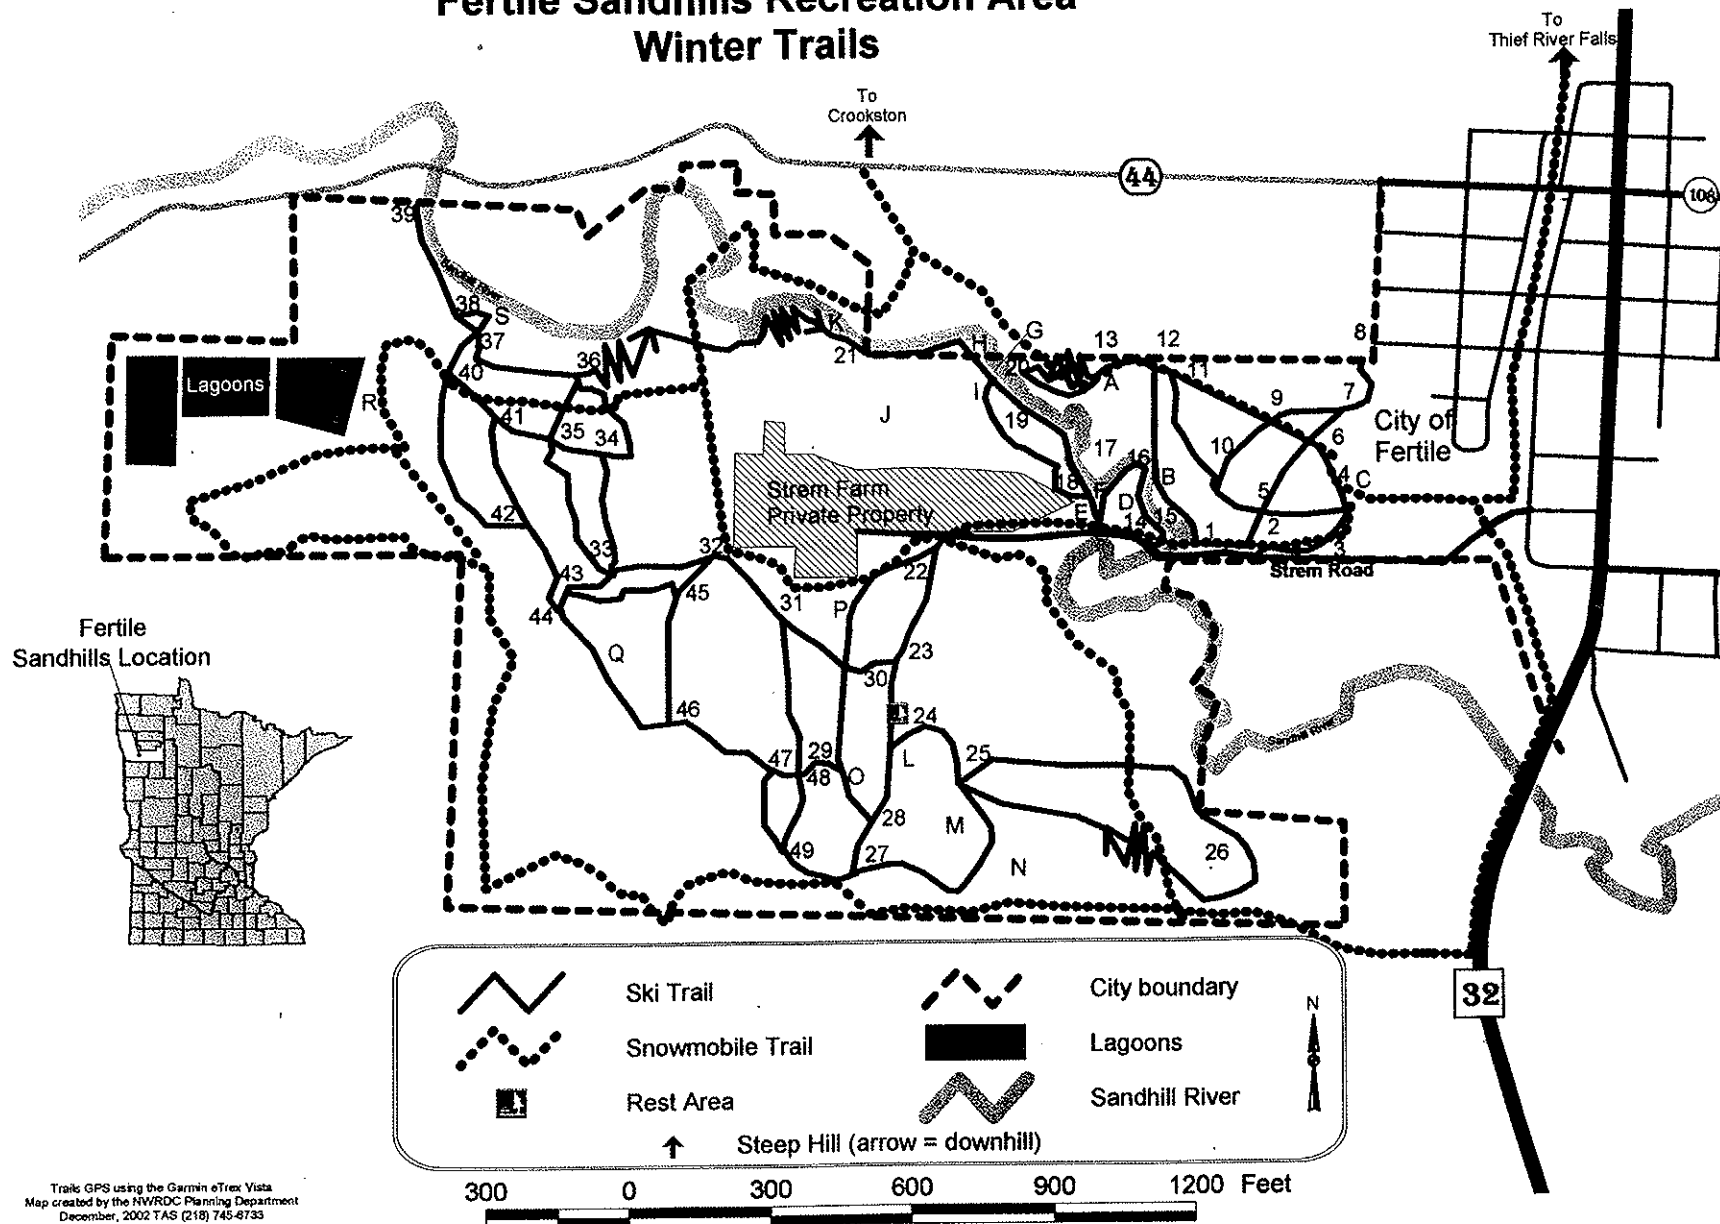 Fertile Sandhills Recreation Area
Winter Trails
To
Thief River Falls
To
Crookston
44
108
39
38
S
37
36
K
21
H
G
20
13
12
A
11
8
7
9
40
R
Lagoons
41
35
34
I
19
J
17
16
10
6
City of
Fertile
18
F
B
5
4
C
Strem Farm
Private Property
E
D
14
15
1
2
3
Strem Road
42
33
32
22
43
44
45
31
P
Fertile
Sandhills Location
Q
23
30
46
24
25
Sandhill River
47
29
48
O
L
28
M
49
27
N
26
Ski Trail
City boundary
Snowmobile Trail
Lagoons
Rest Area
Sandhill River
Steep Hill (arrow = downhill)
N
32
300 0 300 600 900 1200 Feet
Trails GPS using the Garmin eTrex Vista
Map created by the NWRDC Planning Department
December, 2002 TAS (218) 745-6733